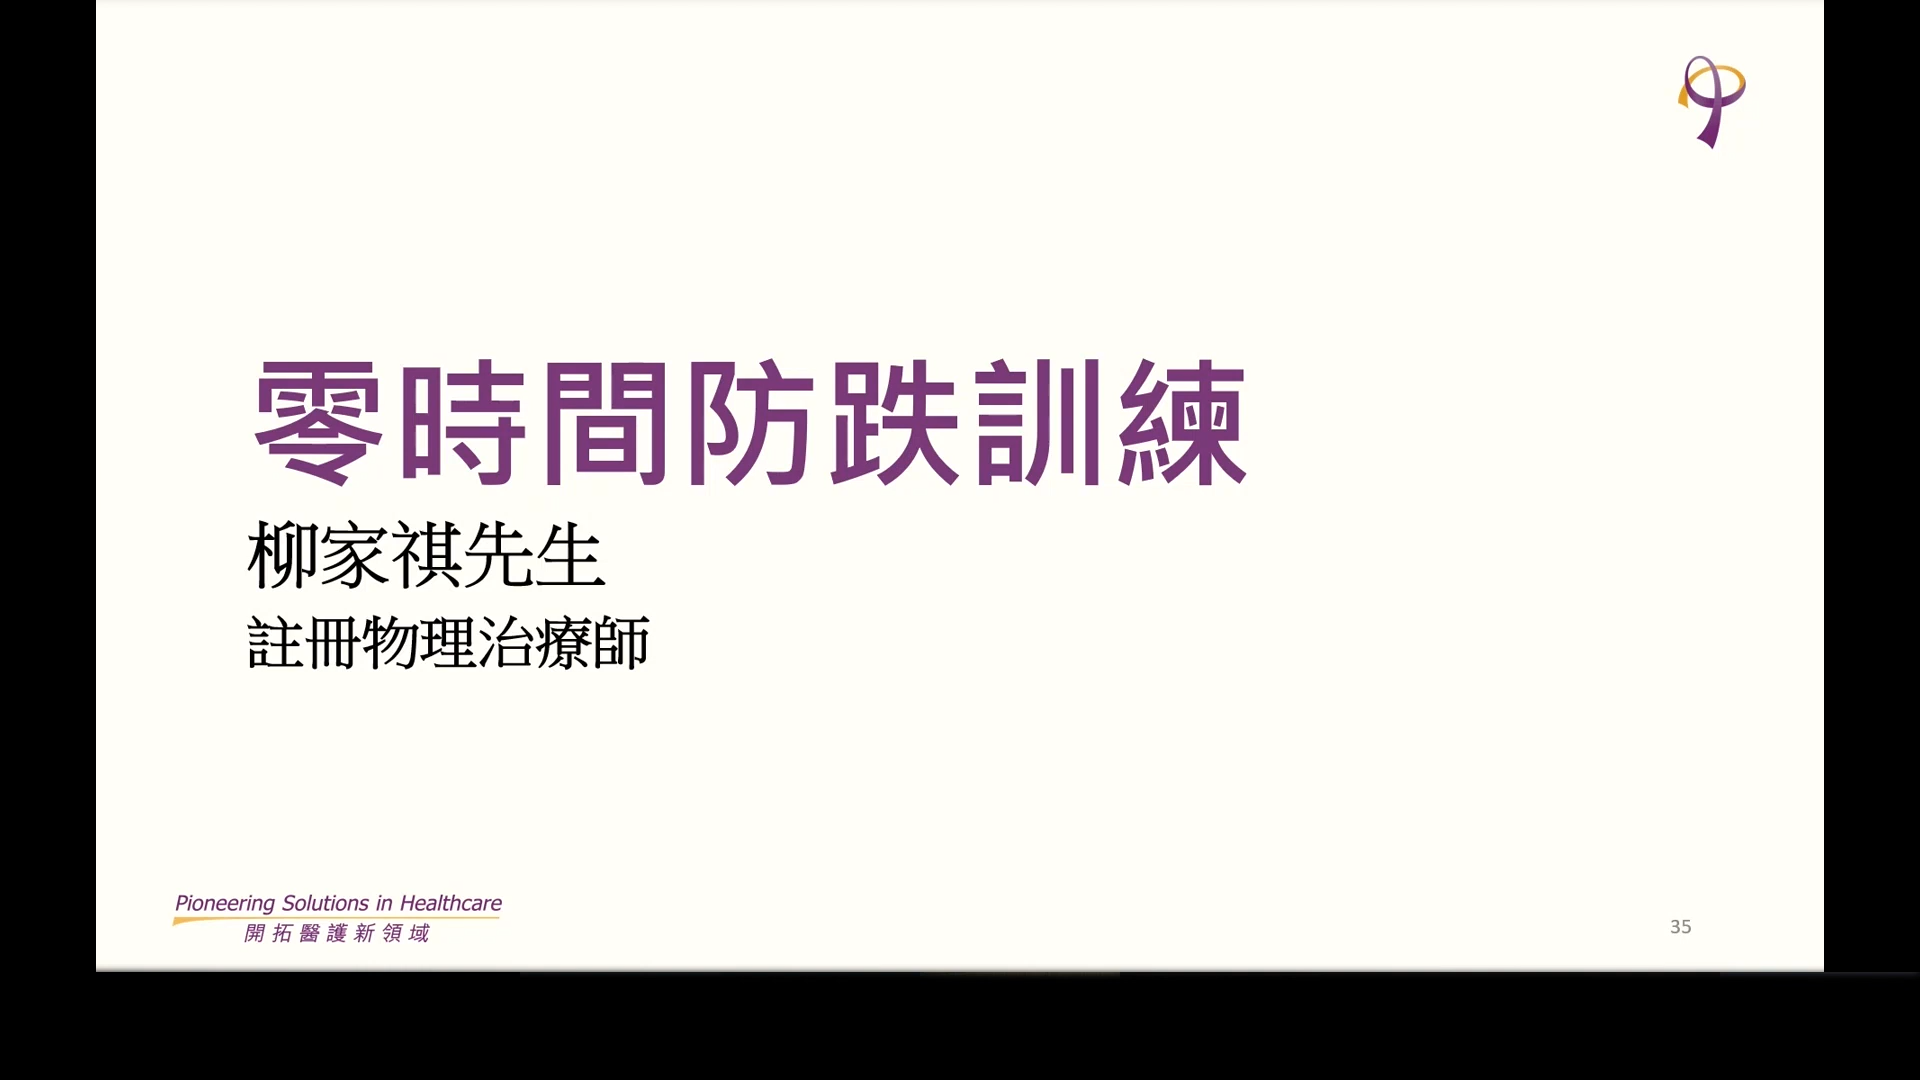 零時間防跌訓練
柳家祺先生
註冊物理治療師
Pioneering Solutions in Healthcare
開拓醫護新領域
35